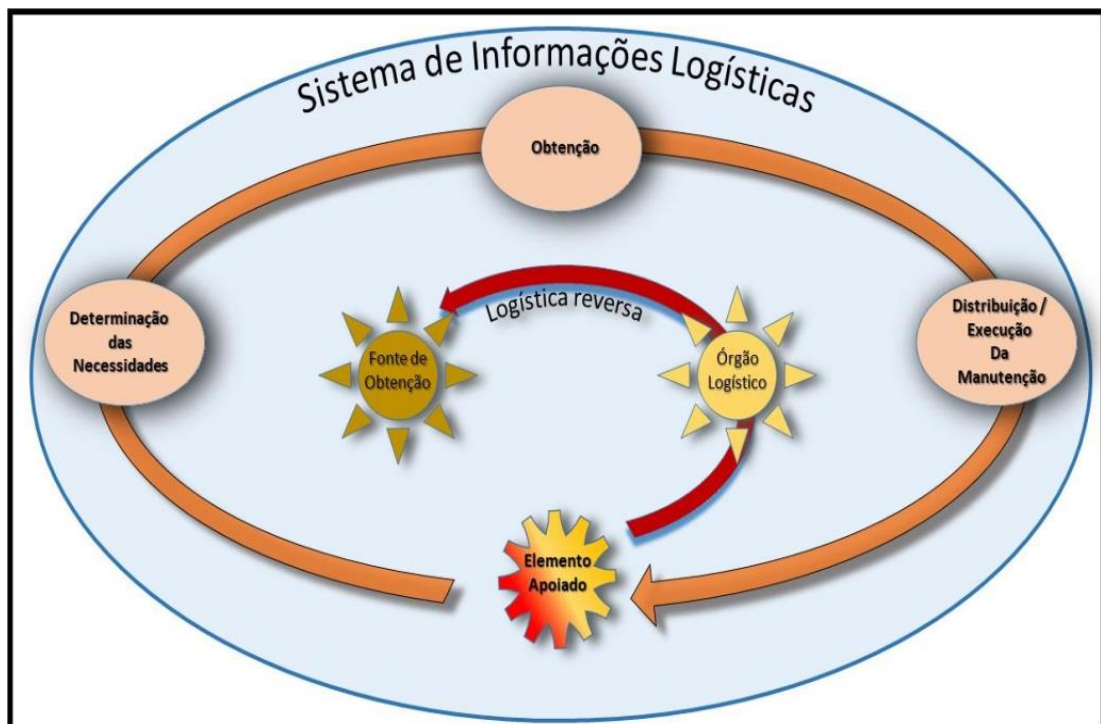 Sistema de Informações Logísticas
Obtenção
Determinação
das
Necessidades
Distribuição /
Execução
Da
Manutenção
Logística reversa
Fonte de
Obtenção
Órgão
Logístico
Elemento
Apoiado